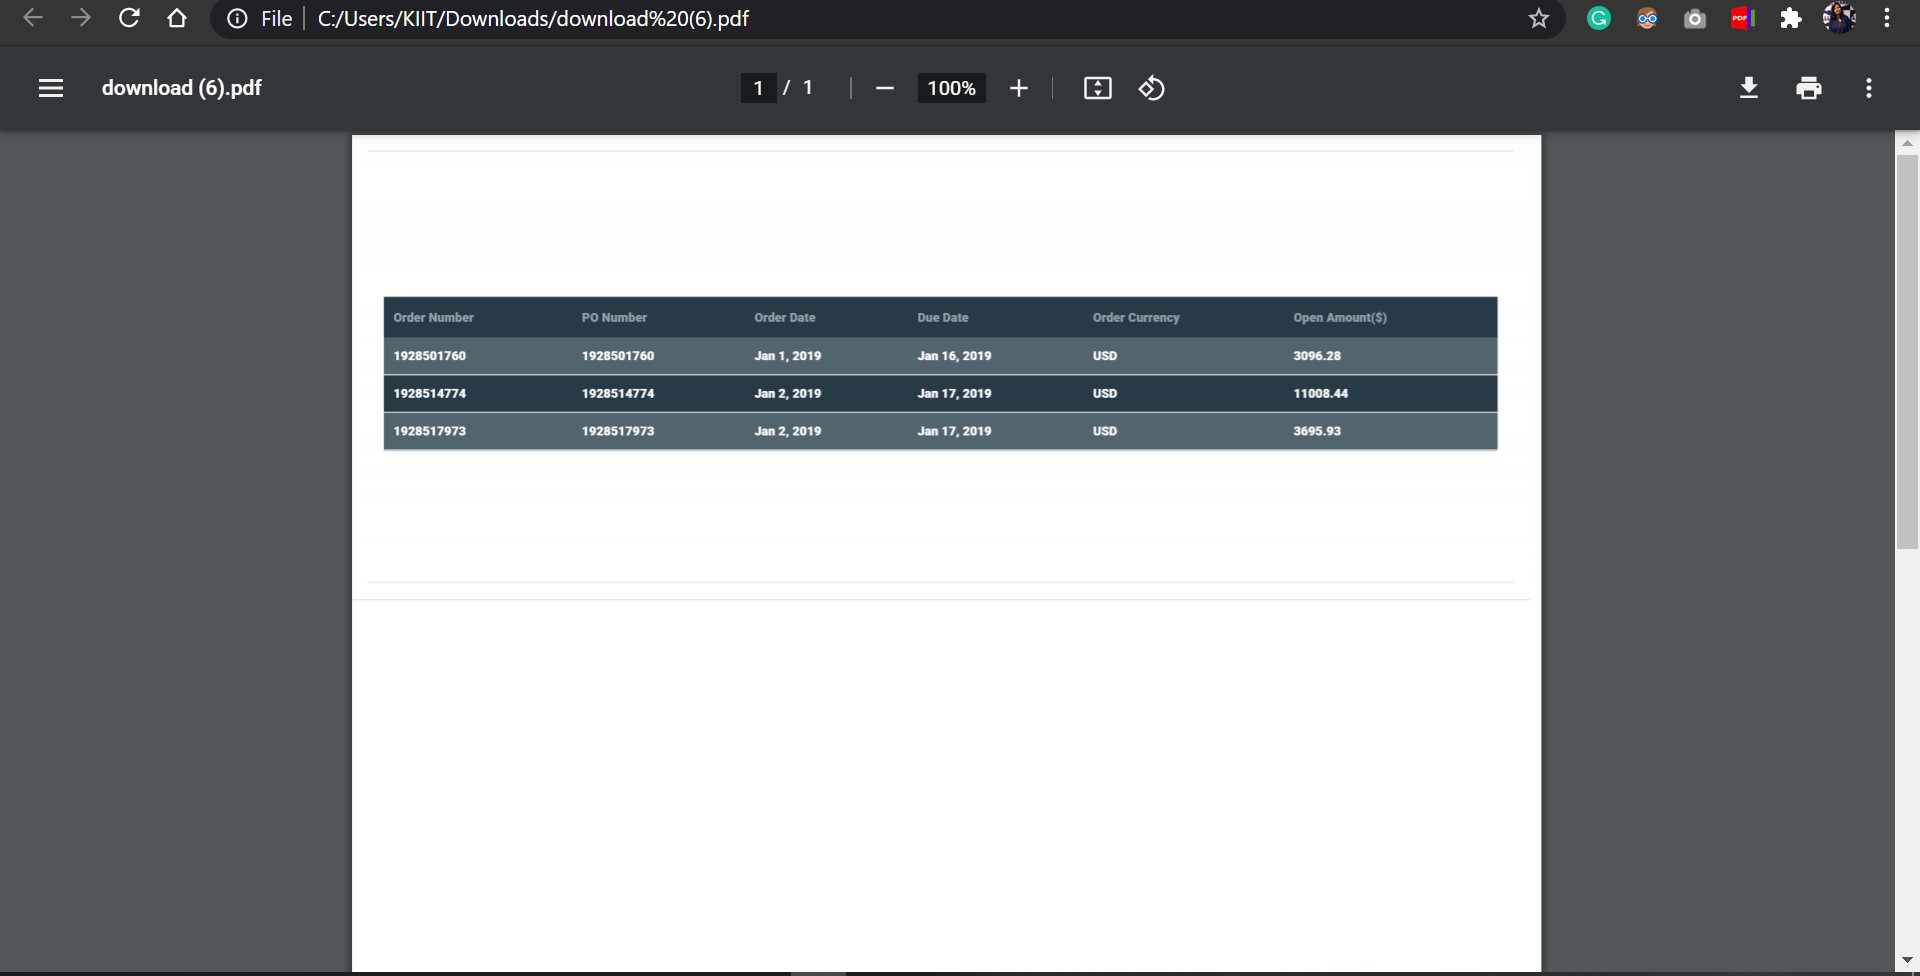 File C:/Users/KIIT/Downloads/download%20(6).pdf
download (6).pdf 1 / 1 100%
Order Number PO Number Order Date Due Date Order Currency Open Amount($)
1928501760 1928501760 Jan 1, 2019 Jan 16, 2019 USD 3096.28
1928514774 1928514774 Jan 2, 2019 Jan 17, 2019 USD 11008.44
1928517973 1928517973 Jan 2, 2019 Jan 17, 2019 USD 3695.93